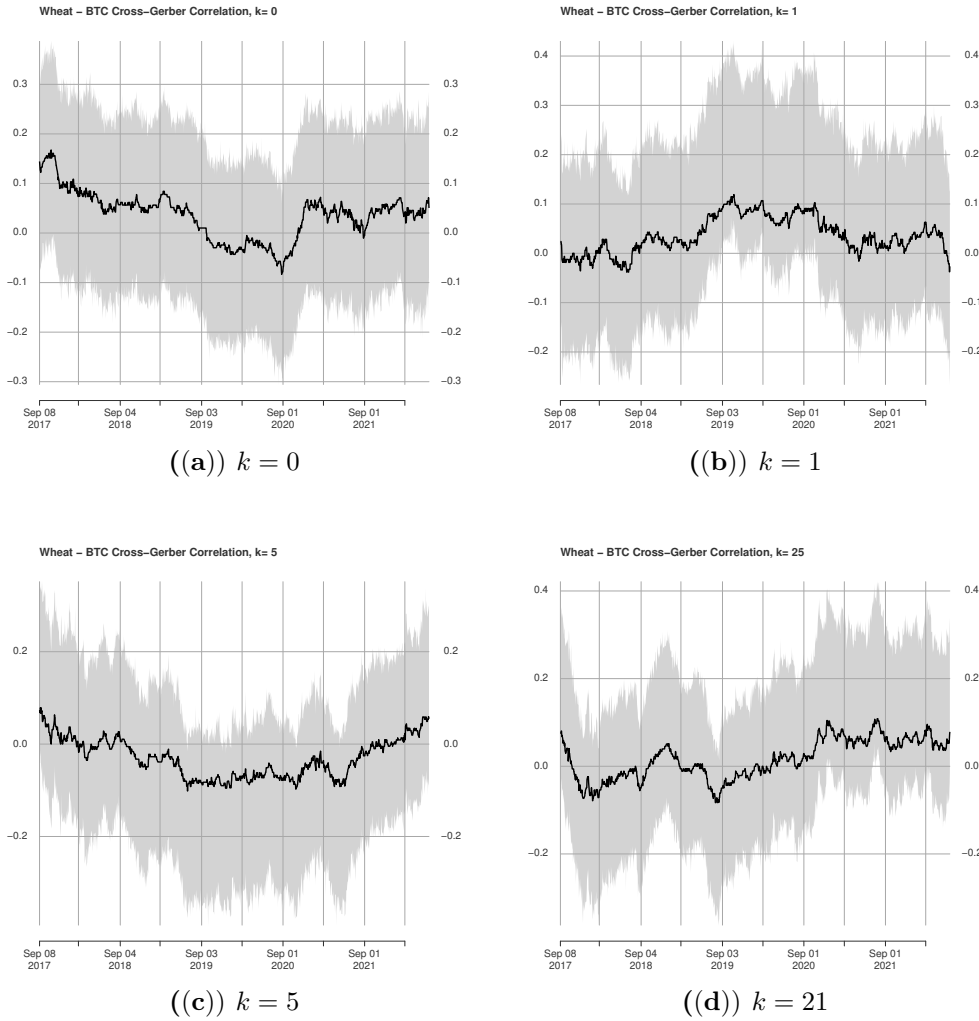 Wheat − BTC Cross−Gerber Correlation, k= 0
0.3 0.3
0.2 0.2
0.1 0.1
0.0 0.0
−0.1 −0.1
−0.2 −0.2
−0.3 −0.3
Sep 08 Sep 04 Sep 03 Sep 01 Sep 01
2017 2018 2019 2020 2021
((a)) k = 0
Wheat − BTC Cross−Gerber Correlation, k= 1
0.4 0.4
0.3 0.3
0.2 0.2
0.1 0.1
0.0 0.0
−0.1 −0.1
−0.2 −0.2
Sep 08 Sep 04 Sep 03 Sep 01 Sep 01
2017 2018 2019 2020 2021
((b)) k = 1
Wheat − BTC Cross−Gerber Correlation, k= 5
0.2 0.2
0.0 0.0
−0.2 −0.2
Sep 08 Sep 04 Sep 03 Sep 01 Sep 01
2017 2018 2019 2020 2021
((c)) k = 5
Wheat − BTC Cross−Gerber Correlation, k= 25
0.4 0.4
0.2 0.2
0.0 0.0
−0.2 −0.2
Sep 08 Sep 04 Sep 03 Sep 01 Sep 01
2017 2018 2019 2020 2021
((d)) k = 21